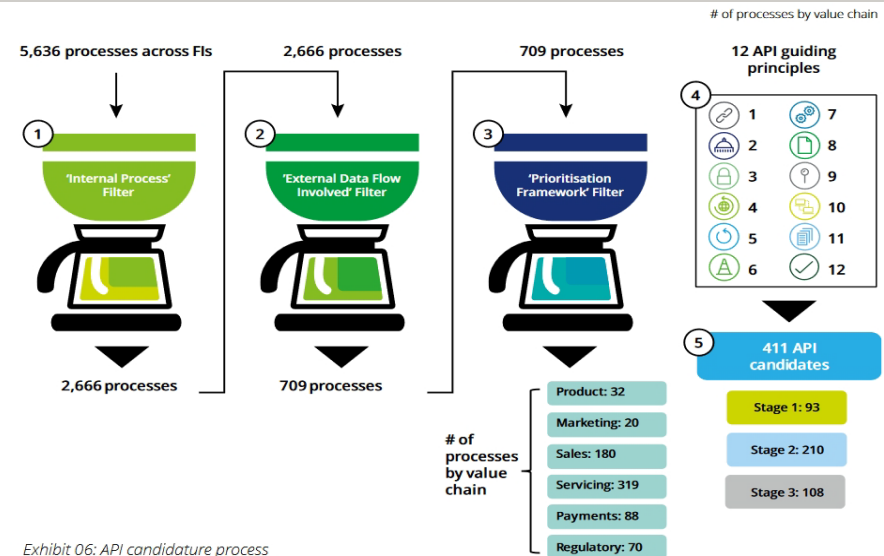 # of processes by value chain
5,636 processes across FIs
2,666 processes
709 processes
12 API guiding
principles
1
'Internal Process'
Filter
2
'External Data Flow
Involved' Filter
3
'Prioritisation
Framework' Filter
4
1
7
2
8
3
9
4
10
5
11
6
12
2,666 processes
709 processes
# of
processes
by value
chain
Product: 32
Marketing: 20
Sales: 180
Servicing: 319
Payments: 88
Regulatory: 70
5
411 API
candidates
Stage 1: 93
Stage 2: 210
Stage 3: 108
Exhibit 06: API candidature process